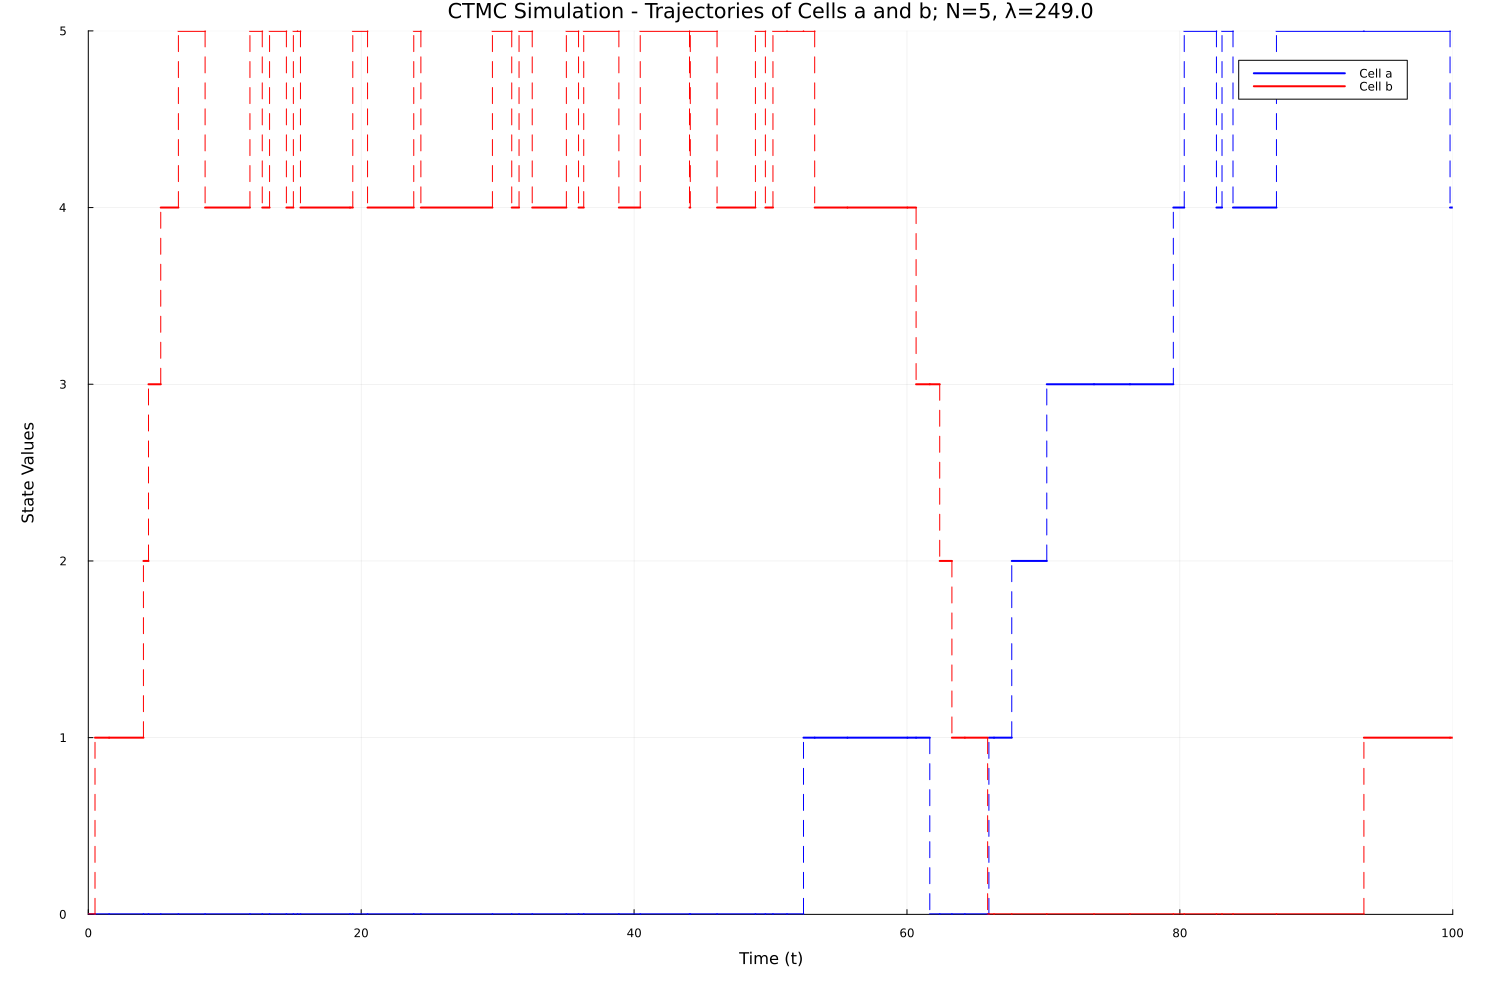 CTMC Simulation - Trajectories of Cells a and b; N=5, λ=249.0
5
4
3
2
1
0
State Values
Cell a
Cell b
0 20 40 60 80 100
Time (t)